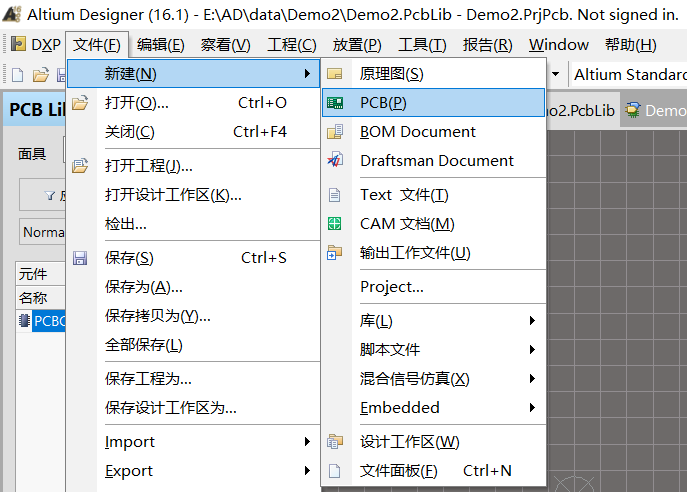 Altium Designer (16.1) - E:\AD\data\Demo2\Demo2.PcbLib - Demo2.PrjPcb. Not signed in.
DXP 文件(F) 编辑(E) 察看(V) 工程(C) 放置(P) 工具(T) 报告(R) Window 帮助(H)
Altium Standard
PCB Lib
o2.PcbLib Demo
面具
Norma
元件
名称
PCBC
新建(N)
打开(O)... Ctrl+O
关闭(C) Ctrl+F4
打开工程(J)...
打开设计工作区(K)...
检出...
保存(S) Ctrl+S
保存为(A)...
保存拷贝为(Y)...
全部保存(L)
保存工程为...
保存设计工作区为...
Import
Export
原理图(S)
PCB(P)
BOM Document
Draftsman Document
Text 文件(T)
CAM 文档(M)
输出工作文件(U)
Project...
库(L)
脚本文件
混合信号仿真(X)
Embedded
设计工作区(W)
文件面板(F) Ctrl+N